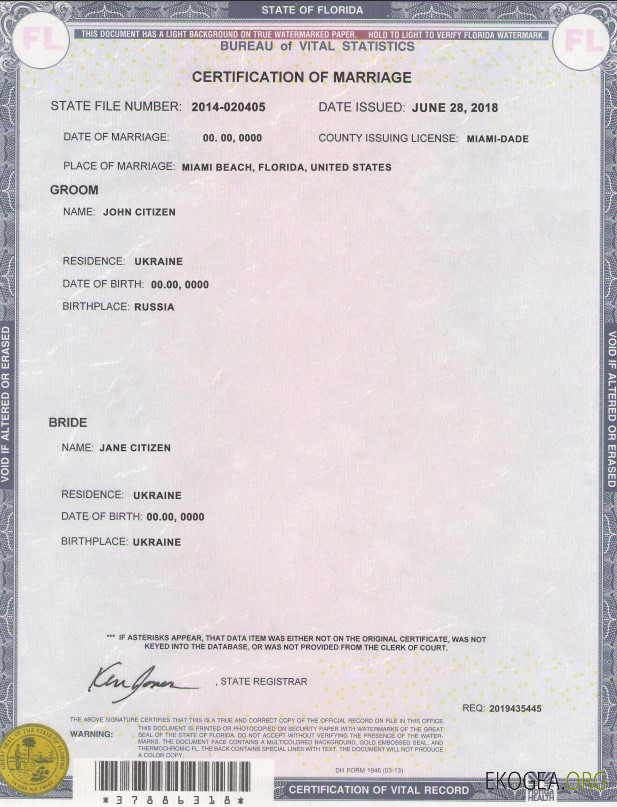 STATE OF FLORIDA
THIS DOCUMENT HAS A LIGHT BACKGROUND ON TRUE WATERMARKED PAPER. HOLD TO LIGHT TO VERIFY FLORIDA WATERMARK.
FL
FL
BUREAU of VITAL STATISTICS
CERTIFICATION OF MARRIAGE
STATE FILE NUMBER: 2014-020405 DATE ISSUED: JUNE 28, 2018
DATE OF MARRIAGE: 00. 00, 0000 COUNTY ISSUING LICENSE: MIAMI-DADE
PLACE OF MARRIAGE: MIAMI BEACH, FLORIDA, UNITED STATES
GROOM
NAME: JOHN CITIZEN
RESIDENCE: UKRAINE
DATE OF BIRTH: 00.00, 0000
BIRTHPLACE: RUSSIA
VOID IF ALTERED OR ERASED
VOID IF ALTERED OR ERASED
BRIDE
NAME: JANE CITIZEN
RESIDENCE: UKRAINE
DATE OF BIRTH: 00.00, 0000
BIRTHPLACE: UKRAINE
*** IF ASTERISKS APPEAR, THAT DATA ITEM WAS EITHER NOT ON THE ORIGINAL CERTIFICATE, WAS NOT
KEYED INTO THE DATABASE, OR WAS NOT PROVIDED FROM THE CLERK OF COURT.
Ken Jones , STATE REGISTRAR
REQ: 2019435445
THE ABOVE SIGNATURE CERTIFIES THAT THIS IS A TRUE AND CORRECT COPY OF THE OFFICIAL RECORD ON FILE IN THIS OFFICE.
WARNING: THIS DOCUMENT IS PRINTED OR PHOTOCOPIED ON SECURITY PAPER WITH WATERMARKS OF THE GREAT
SEAL OF THE STATE OF FLORIDA. DO NOT ACCEPT WITHOUT VERIFYING THE PRESENCE OF THE WATER-
MARKS. THE DOCUMENT FACE CONTAINS A MULTICOLORED BACKGROUND, GOLD EMBOSSED SEAL, AND
THERMOCHROMIC FL. THE BACK CONTAINS SPECIAL LINES WITH TEXT. THE DOCUMENT WILL NOT PRODUCE
A COLOR COPY.
DH FORM 1946 (03-13)
CERTIFICATION OF VITAL RECORD
*37886318*
Florida
HEALTH
EKOGEA.ORG